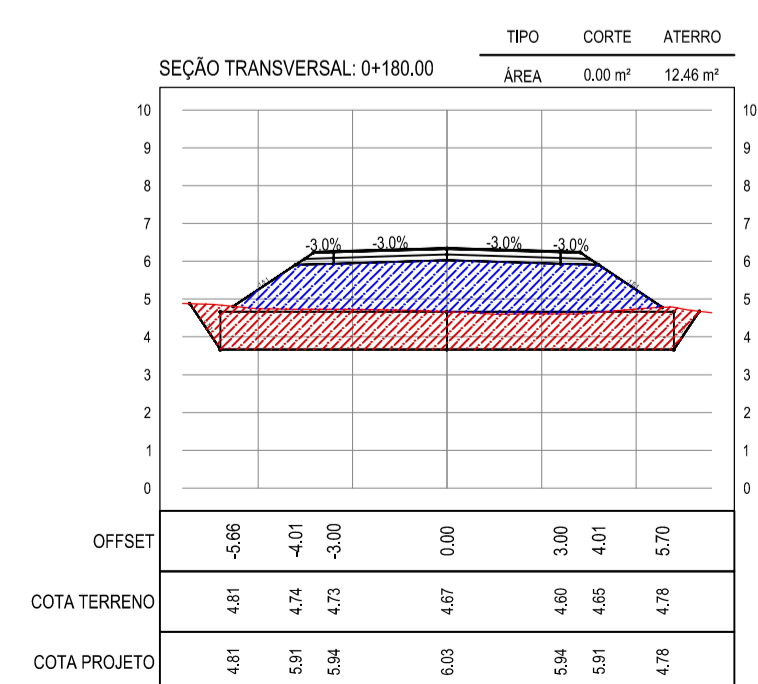 TIPO CORTE ATERRO
SEÇÃO TRANSVERSAL: 0+180.00
ÁREA 0.00 m² 12.46 m²
10 10
9 9
8 8
7 7
-3.0% -3.0% -3.0% -3.0%
6 6
5 5
4 4
3 3
2 2
1 1
0 0
OFFSET -5.66 -4.01 -3.00 0.00 3.00 4.01 5.70
COTA TERRENO 4.81 4.74 4.73 4.67 4.60 4.65 4.78
COTA PROJETO 4.81 5.91 5.94 6.03 5.94 5.91 4.78